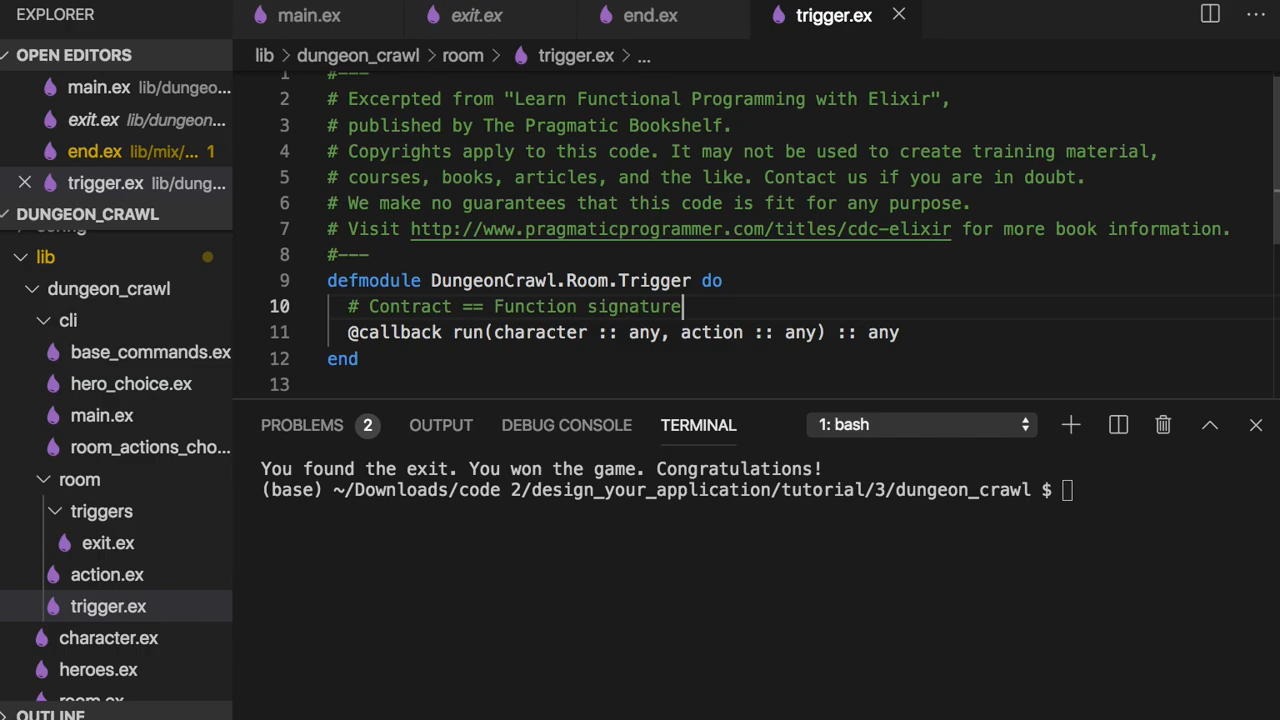 EXPLORER
OPEN EDITORS
main.ex lib/dungeo...
exit.ex lib/dungeon...
end.ex lib/mix/... 1
trigger.ex lib/dung...
DUNGEON_CRAWL
lib
dungeon_crawl
cli
base_commands.ex
hero_choice.ex
main.ex
room_actions_cho...
room
triggers
exit.ex
action.ex
trigger.ex
character.ex
heroes.ex
room.ex
OUTLINE
main.ex exit.ex end.ex trigger.ex
lib > dungeon_crawl > room > trigger.ex > ...
1 #---
2 # Excerpted from "Learn Functional Programming with Elixir",
3 # published by The Pragmatic Bookshelf.
4 # Copyrights apply to this code. It may not be used to create training material,
5 # courses, books, articles, and the like. Contact us if you are in doubt.
6 # We make no guarantees that this code is fit for any purpose.
7 # Visit http://www.pragmaticprogrammer.com/titles/cdc-elixir for more book information.
8 #---
9 defmodule DungeonCrawl.Room.Trigger do
10 # Contract == Function signature
11 @callback run(character :: any, action :: any) :: any
12 end
13
PROBLEMS 2 OUTPUT DEBUG CONSOLE TERMINAL 1: bash
You found the exit. You won the game. Congratulations!
(base) ~/Downloads/code 2/design_your_application/tutorial/3/dungeon_crawl $